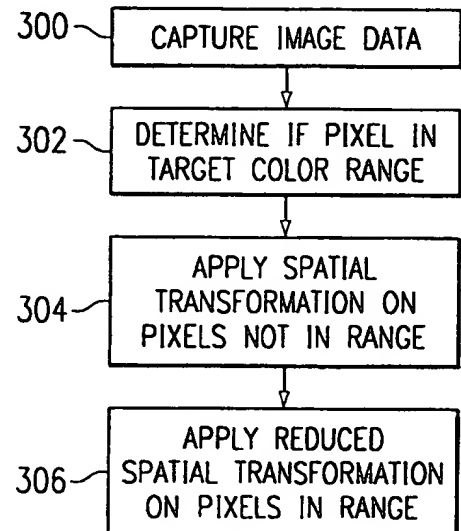 300
CAPTURE IMAGE DATA
302
DETERMINE IF PIXEL IN
TARGET COLOR RANGE
304
APPLY SPATIAL
TRANSFORMATION ON
PIXELS NOT IN RANGE
306
APPLY REDUCED
SPATIAL TRANSFORMATION
ON PIXELS IN RANGE